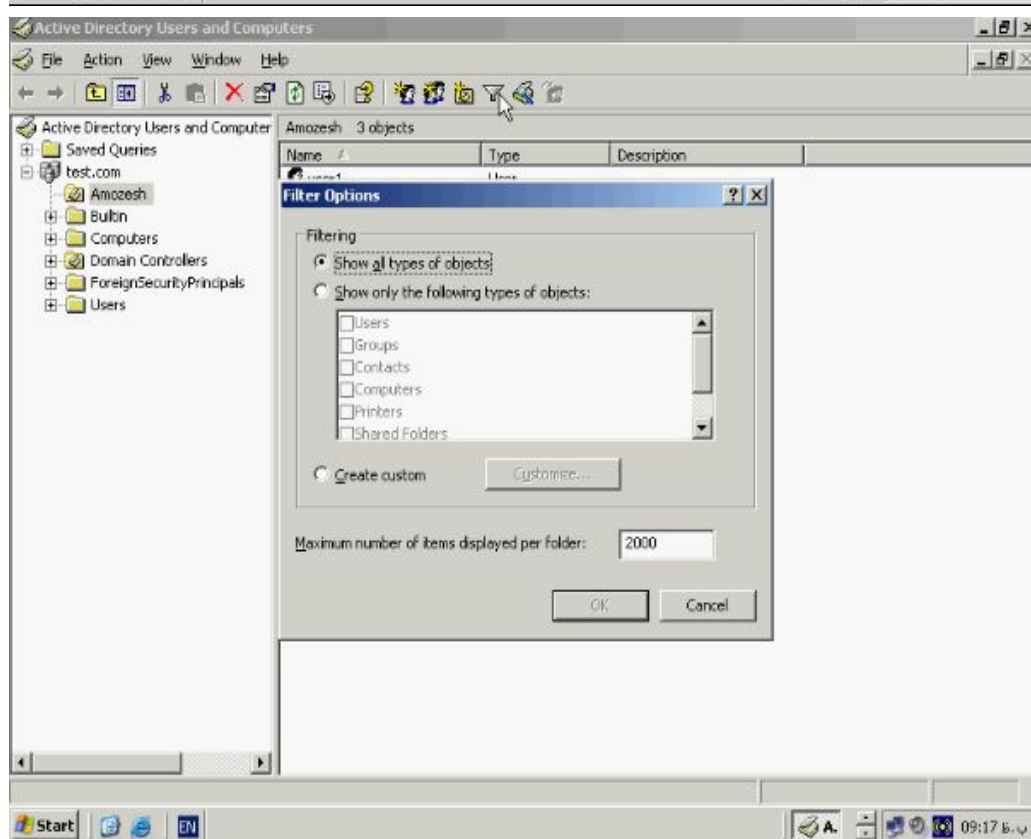 Active Directory Users and Computers
File Action View Window Help
Active Directory Users and Computer
Saved Queries
test.com
Amozesh
Builtin
Computers
Domain Controllers
ForeignSecurityPrincipals
Users
Amozesh 3 objects
Name Type Description
user1 User
Filter Options
Filtering
Show all types of objects
Show only the following types of objects:
Users
Groups
Contacts
Computers
Printers
Shared Folders
Create custom Customize...
Maximum number of items displayed per folder: 2000
OK Cancel
Start EN A. 09:17 ب.ظ